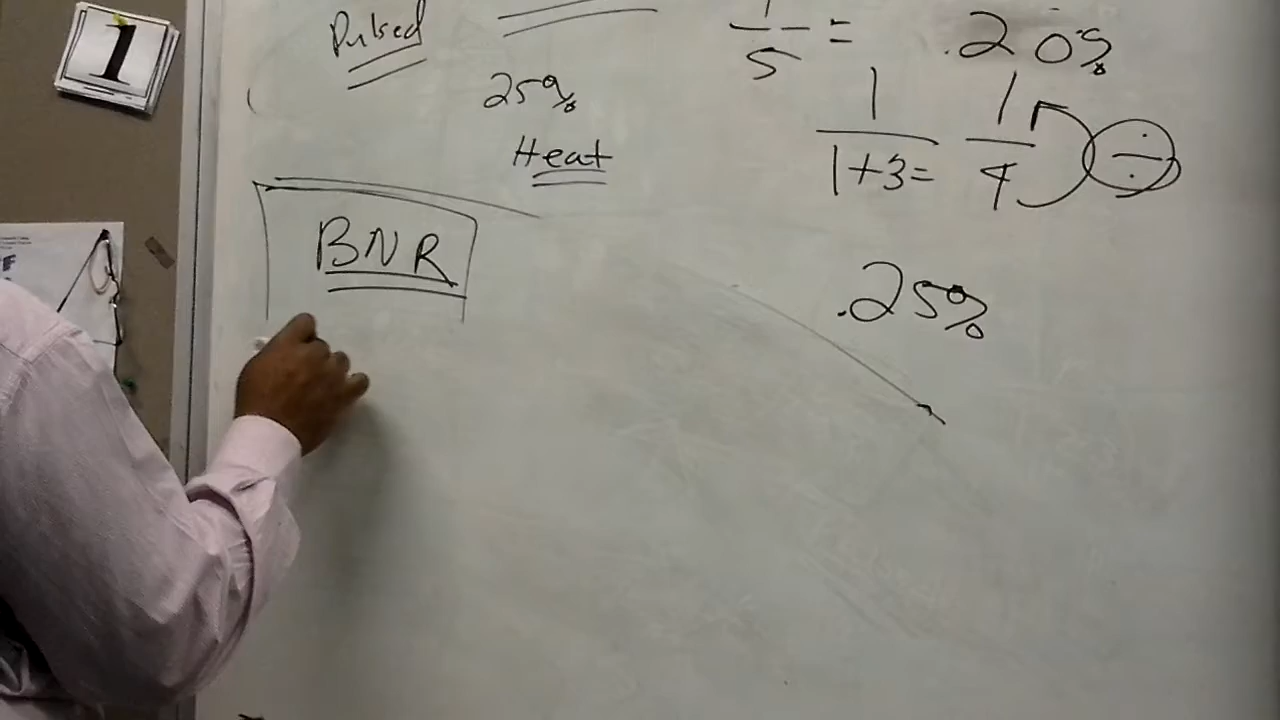 1
Pulsed
1/5 = .20%
25%
Heat
1/1+3= 1/4 ÷
BNR
.25%